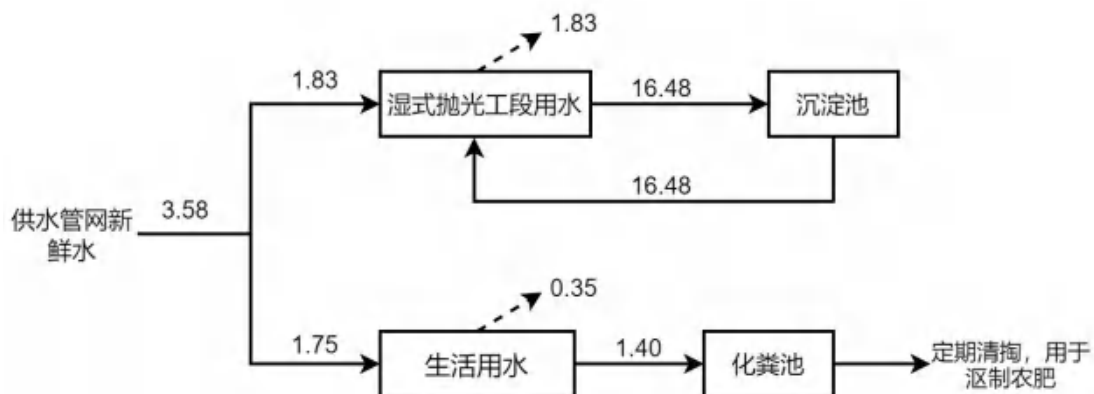 1.83
1.83
湿式抛光工段用水
16.48
沉淀池
16.48
供水管网新
鲜水
3.58
0.35
1.75
生活用水
1.40
化粪池
定期清掏，用于
沤制农肥